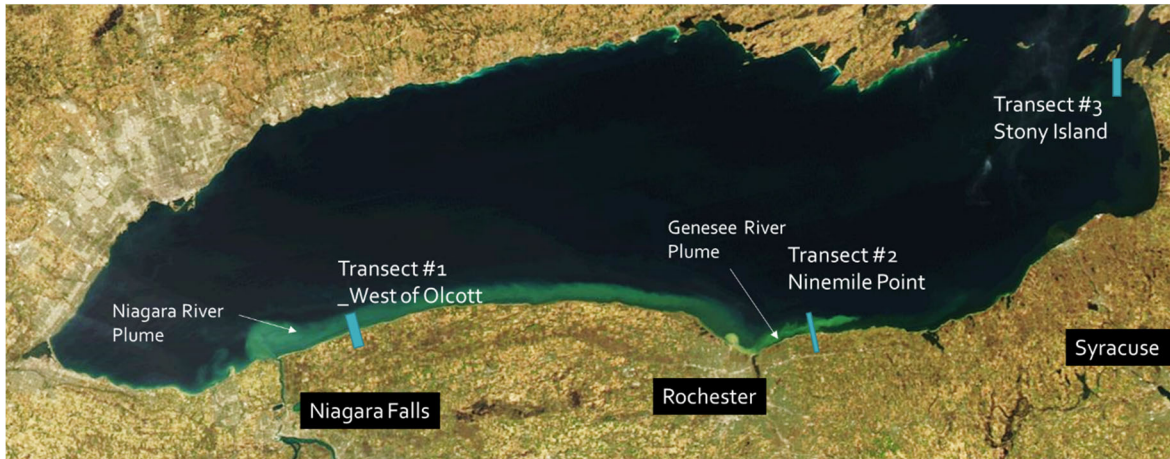 Transect #3
Stony Island
Genesee River
Plume
Transect #2
Ninemile Point
Transect #1
_West of Olcott
Niagara River
Plume
Syracuse
Rochester
Niagara Falls